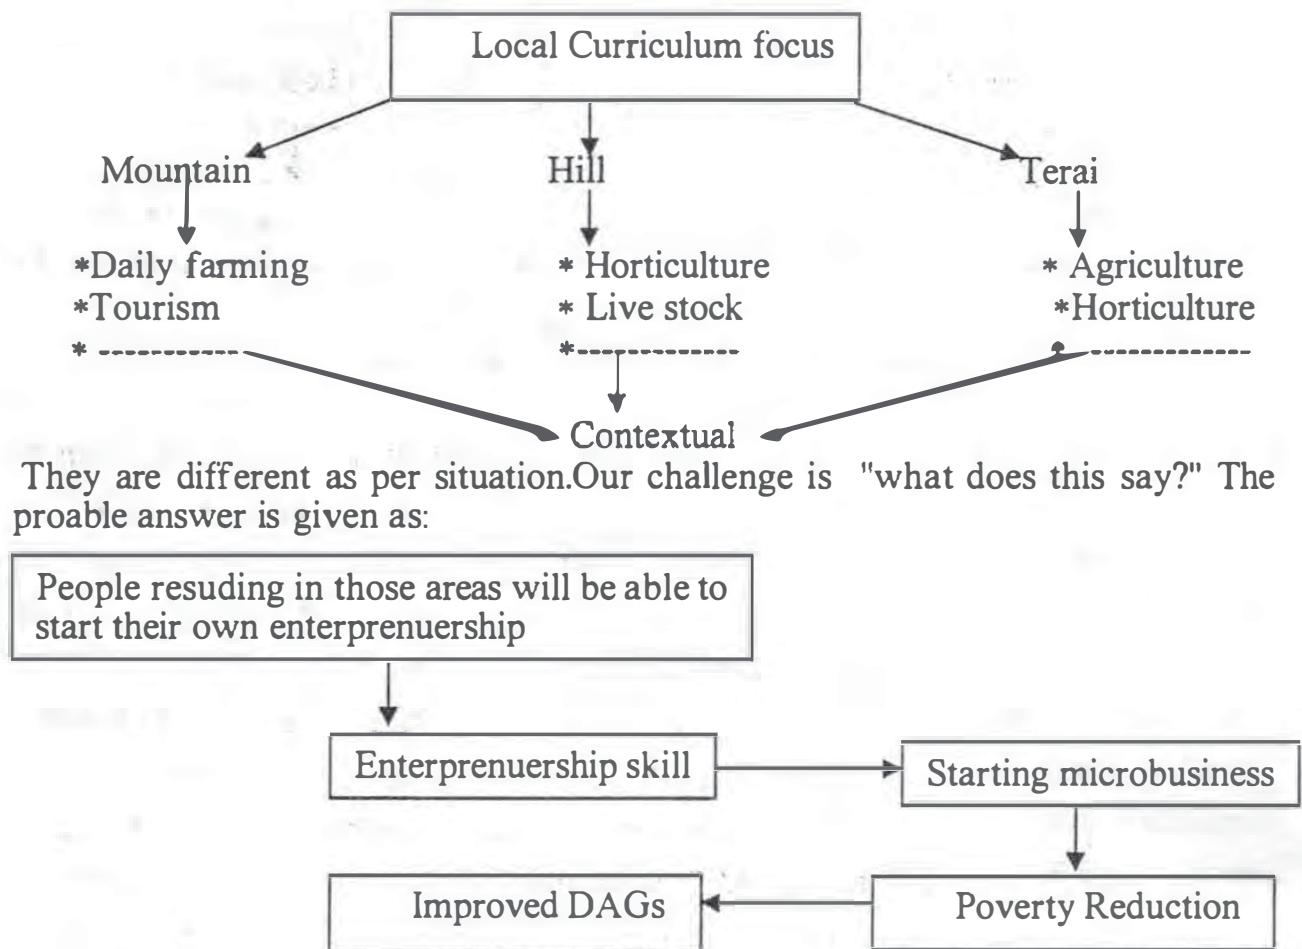 Local Curriculum focus
Mountain Hill Terai
*Daily farming * Horticulture * Agriculture
*Tourism * Live stock *Horticulture
* ---------- *----------- -----------
Contextual
They are different as per situation.Our challenge is "what does this say?" The
proable answer is given as:
People resuding in those areas will be able to
start their own enterprenuership
Enterprenuership skill Starting microbusiness
Improved DAGs Poverty Reduction